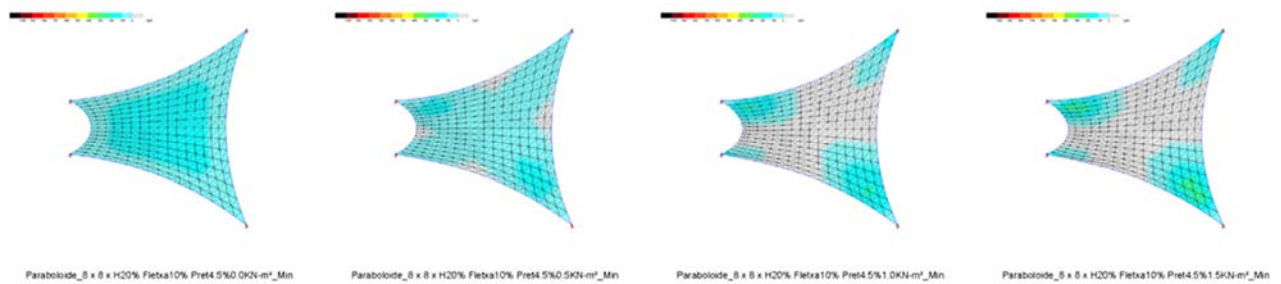 Paraboloide_8 x 8 x H20% Fletxa10% Pret4.5%0.0KN-m²_Min
Paraboloide_8 x 8 x H20% Fletxa10% Pret4.5%0.5KN-m²_Min
Paraboloide_8 x 8 x H20% Fletxa10% Pret4.5%1.0KN-m²_Min
Paraboloide_8 x 8 x H20% Fletxa10% Pret4.5%1.5KN-m²_Min